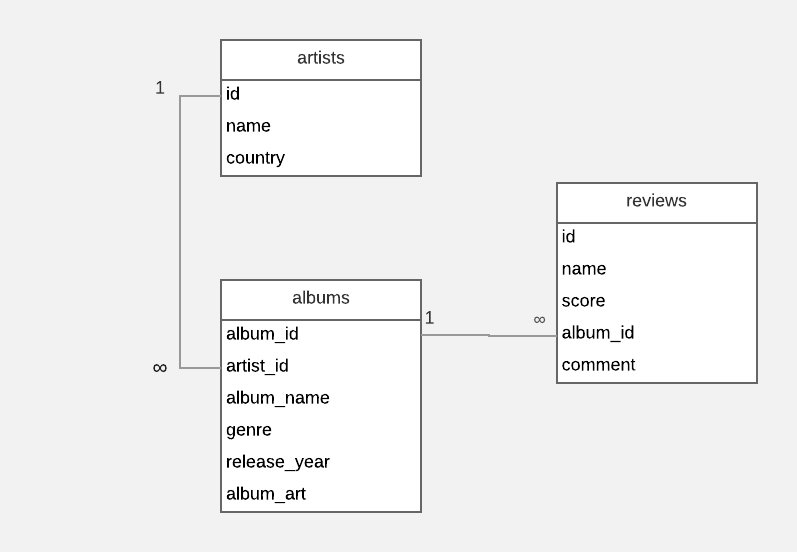 artists
1
id
name
country
albums
∞
album_id
artist_id
album_name
genre
release_year
album_art
1
∞
reviews
id
name
score
album_id
comment